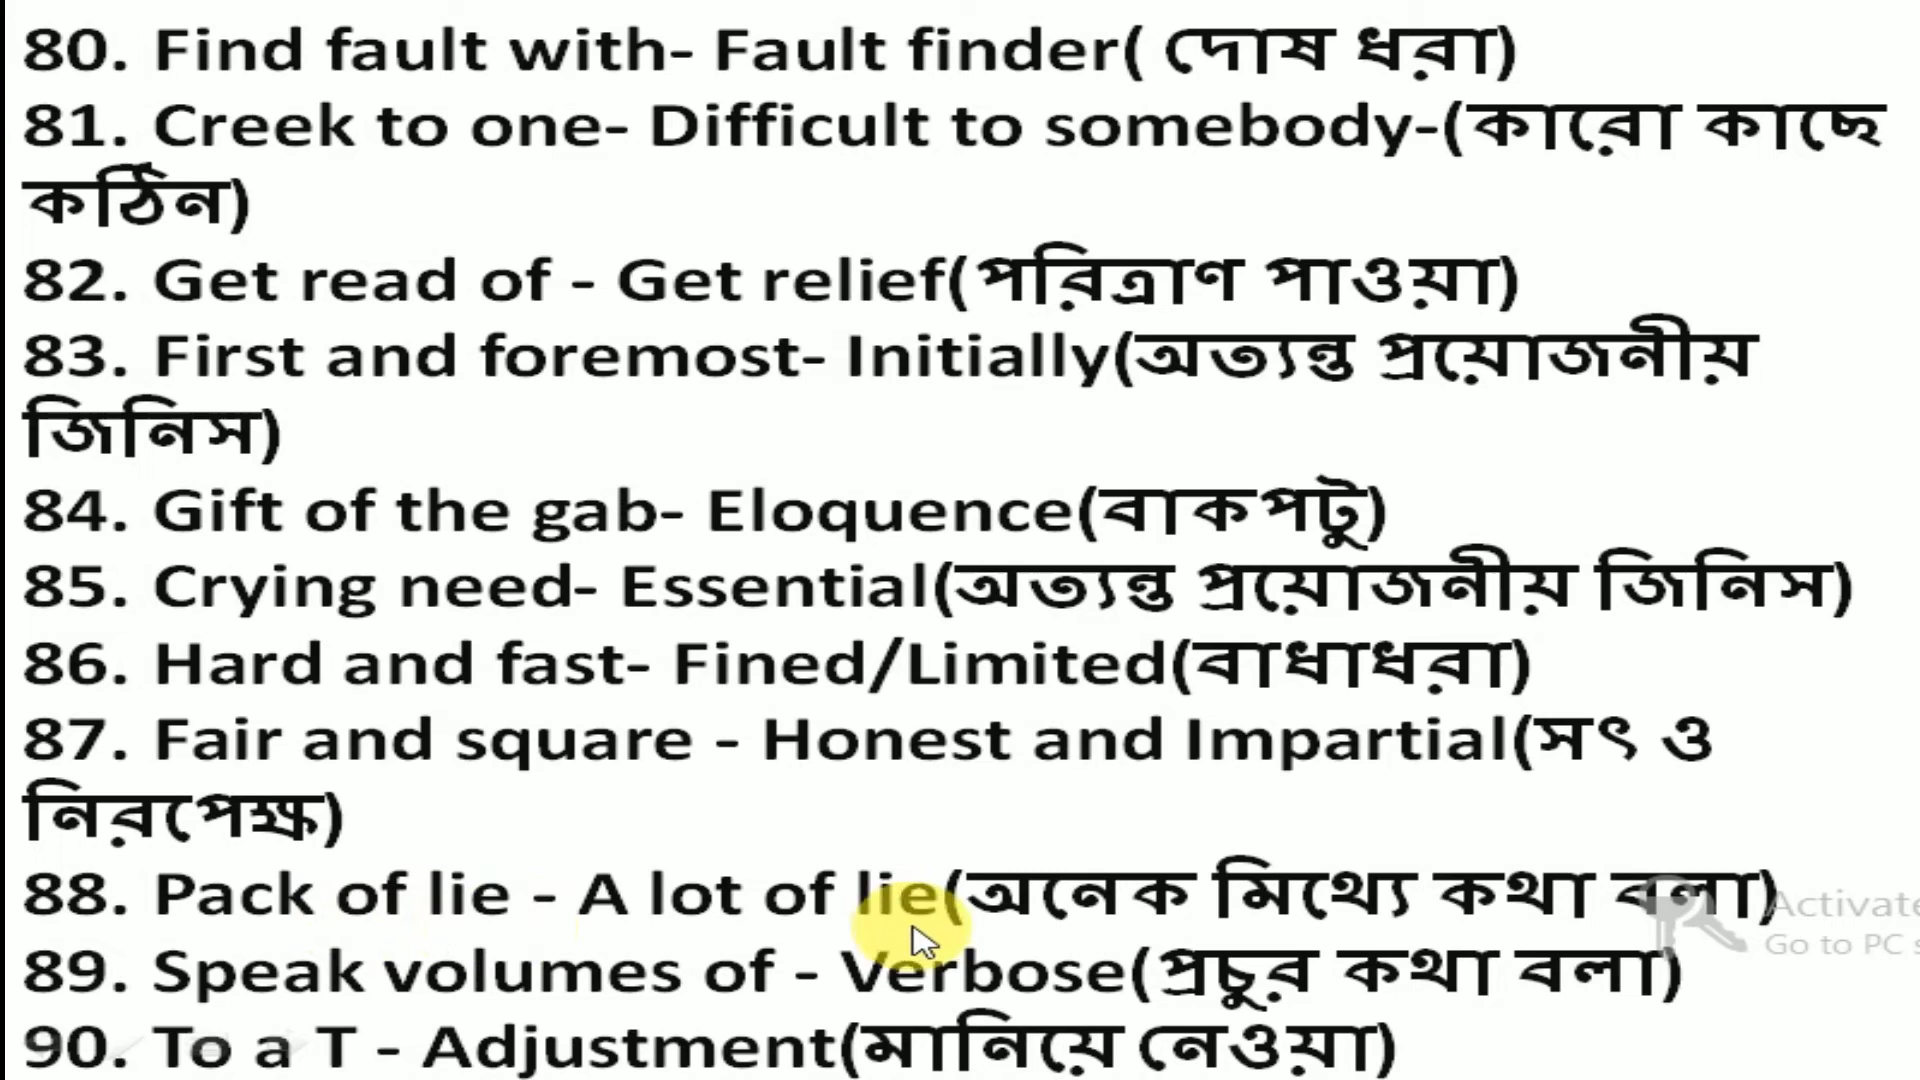 80. Find fault with- Fault finder( দোষ ধরা)
81. Creek to one- Difficult to somebody-(কারো কাছে
কঠিন)
82. Get read of - Get relief(পরিত্রাণ পাওয়া)
83. First and foremost- Initially(অত্যন্ত প্রয়োজনীয়
জিনিস)
84. Gift of the gab- Eloquence(বাকপটু)
85. Crying need- Essential(অত্যন্ত প্রয়োজনীয় জিনিস)
86. Hard and fast- Fined/Limited(বাধাধরা)
87. Fair and square - Honest and Impartial(সৎ ও
নিরপেক্ষ)
88. Pack of lie - A lot of lie(অনেক মিথ্যে কথা বলা)
Activate
Go to PC s
89. Speak volumes of - Verbose(প্রচুর কথা বলা)
90. To a T - Adjustment(মানিয়ে নেওয়া)